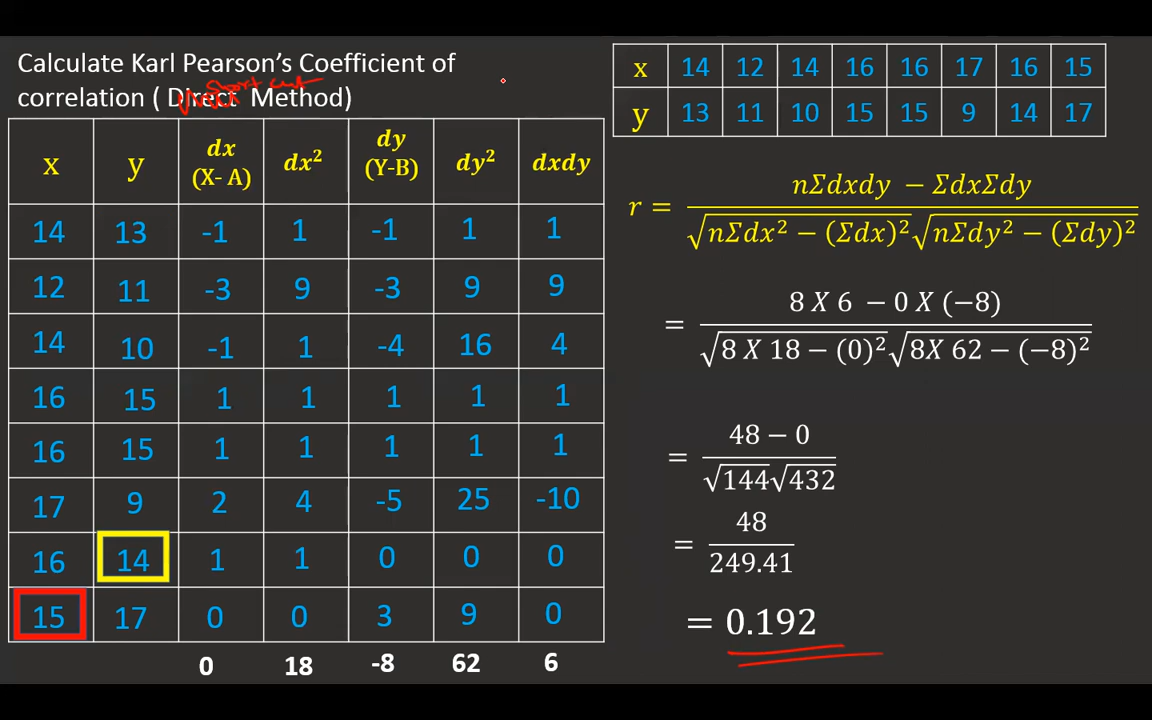 Calculate Karl Pearson's Coefficient of
short cut
correlation ( Direct Method)
x y dx (X- A) dx² dy (Y-B) dy² dxdy
14 13 -1 1 -1 1 1
12 11 -3 9 -3 9 9
14 10 -1 1 -4 16 4
16 15 1 1 1 1 1
16 15 1 1 1 1 1
17 9 2 4 -5 25 -10
16 14 1 1 0 0 0
15 17 0 0 3 9 0
0 18 -8 62 6
x 14 12 14 16 16 17 16 15
y 13 11 10 15 15 9 14 17
r = nΣdxdy − ΣdxΣdy / √nΣdx² − (Σdx)² √nΣdy² − (Σdy)²
= 8 X 6 − 0 X (−8) / √8 X 18 − (0)² √8X 62 − (−8)²
= 48 − 0 / √144√432
= 48 / 249.41
= 0.192